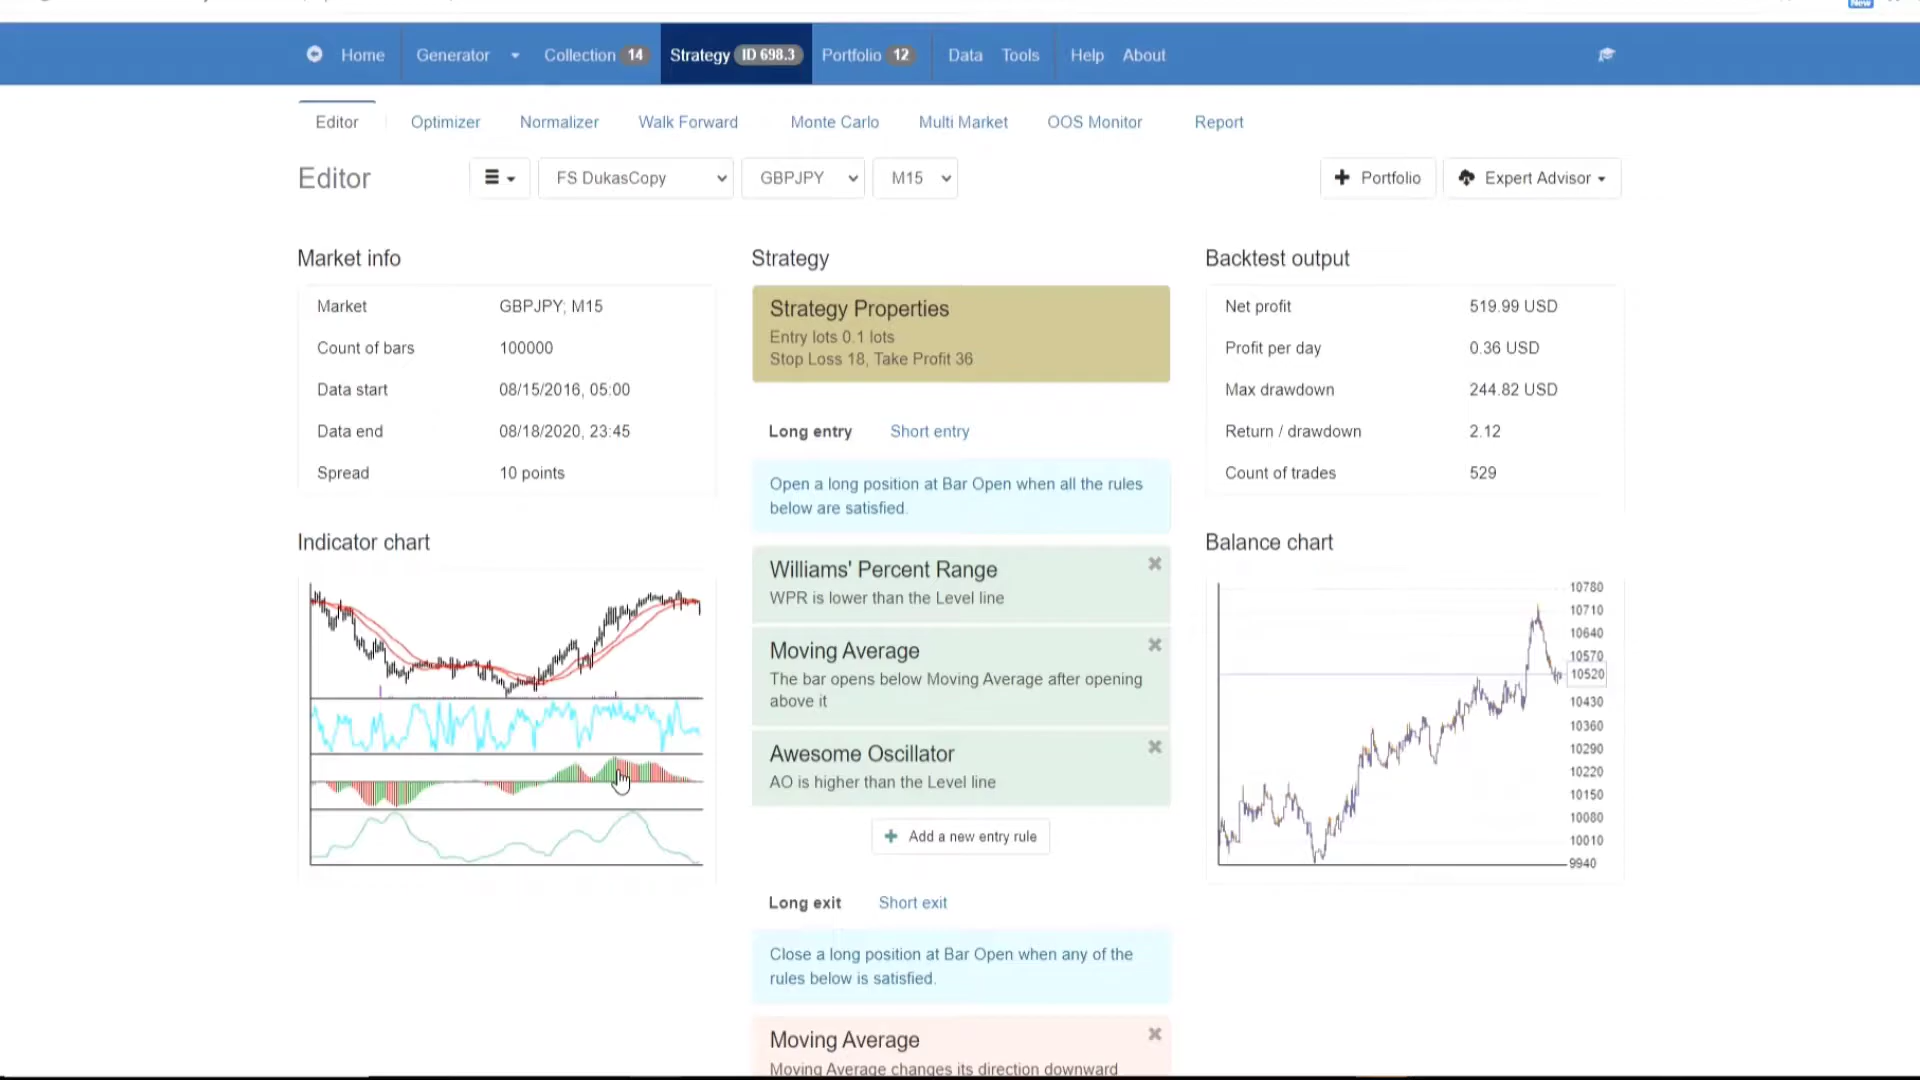 New
Home
Generator
Collection 14
Strategy ID 698.3
Portfolio 12
Data
Tools
Help
About
Editor
Optimizer
Normalizer
Walk Forward
Monte Carlo
Multi Market
OOS Monitor
Report
Editor
FS DukasCopy
GBPJPY
M15
Portfolio
Expert Advisor
Market info
Market GBPJPY; M15
Count of bars 100000
Data start 08/15/2016, 05:00
Data end 08/18/2020, 23:45
Spread 10 points
Indicator chart
Strategy
Strategy Properties
Entry lots 0.1 lots
Stop Loss 18, Take Profit 36
Long entry Short entry
Open a long position at Bar Open when all the rules
below are satisfied.
Williams' Percent Range
WPR is lower than the Level line
Moving Average
The bar opens below Moving Average after opening
above it
Awesome Oscillator
AO is higher than the Level line
Add a new entry rule
Long exit Short exit
Close a long position at Bar Open when any of the
rules below is satisfied.
Moving Average
Moving Average changes its direction downward
Backtest output
Net profit 519.99 USD
Profit per day 0.36 USD
Max drawdown 244.82 USD
Return / drawdown 2.12
Count of trades 529
Balance chart
10780
10710
10640
10570
10520
10430
10360
10290
10220
10150
10080
10010
9940